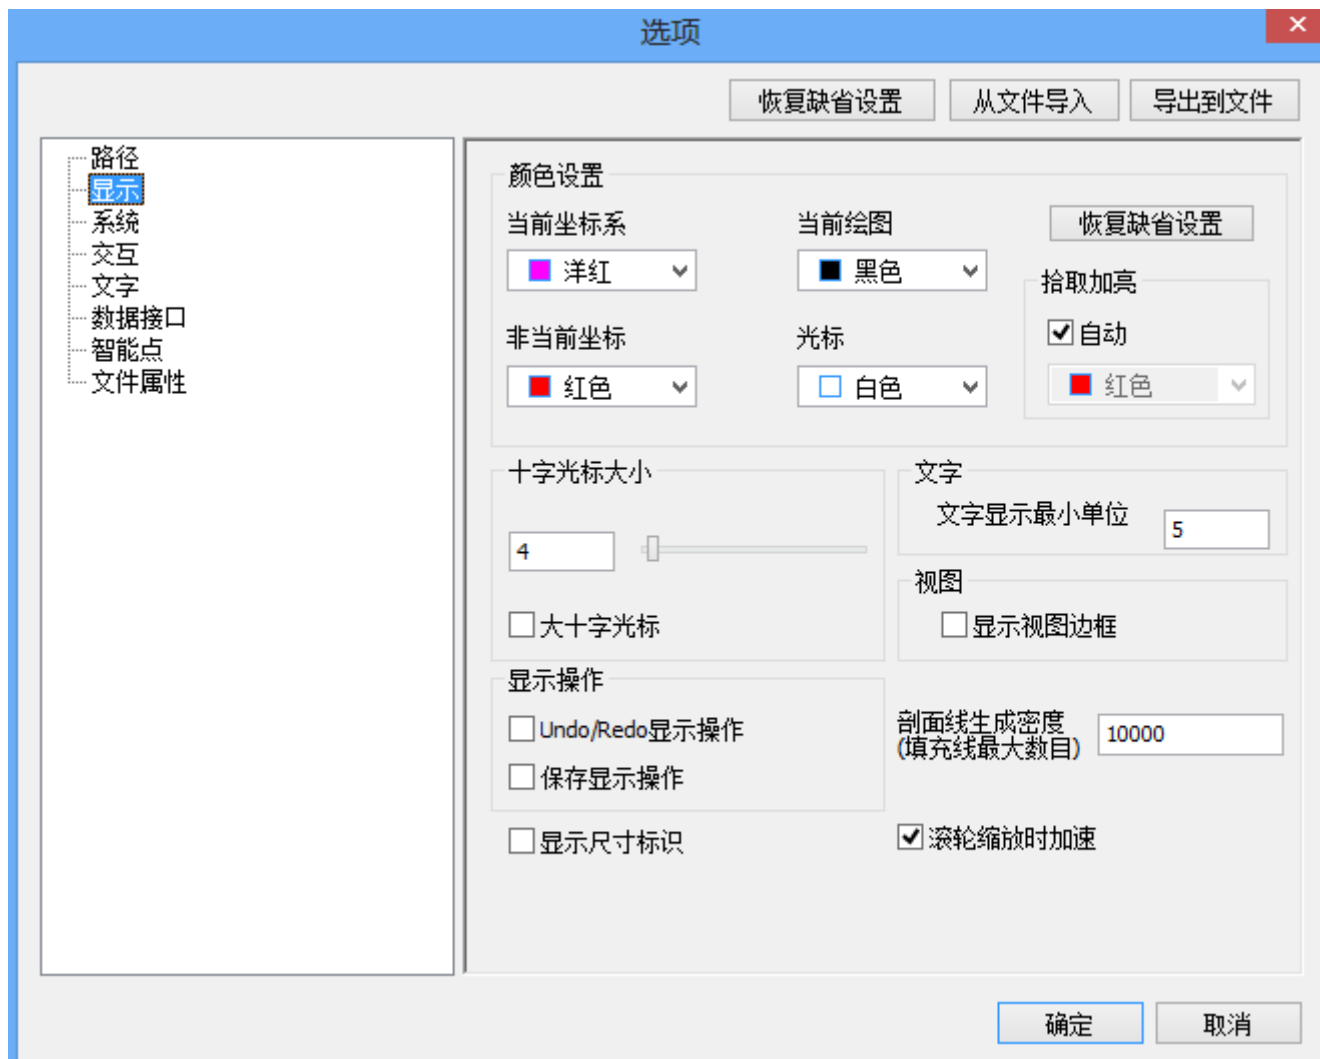 选项
恢复缺省设置 从文件导入 导出到文件
路径
显示
系统
交互
文字
数据接口
智能点
文件属性
颜色设置
当前坐标系 当前绘图 恢复缺省设置
洋红 黑色
拾取加亮
非当前坐标 光标 自动
红色 白色 红色
十字光标大小
4
大十字光标
文字
文字显示最小单位 5
视图
显示视图边框
显示操作
Undo/Redo显示操作
保存显示操作
剖面线生成密度
(填充线最大数目) 10000
显示尺寸标识 滚轮缩放时加速
确定 取消